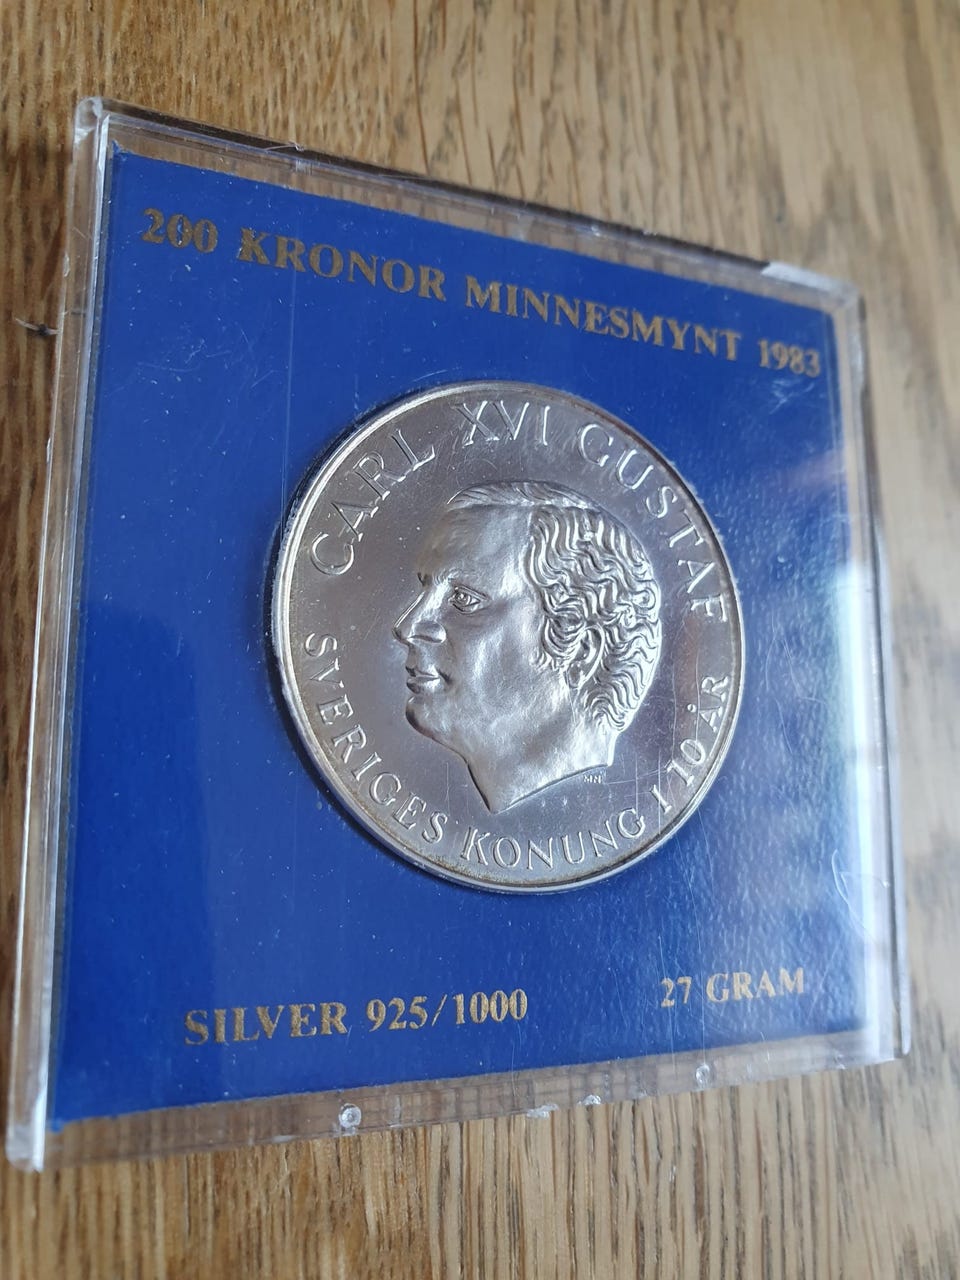 200 KRONOR MINNESMYNT 1983
CARL XVI GUSTAF
SVERIGES KONUNG I 10 ÅR
SILVER 925/1000
27 GRAM